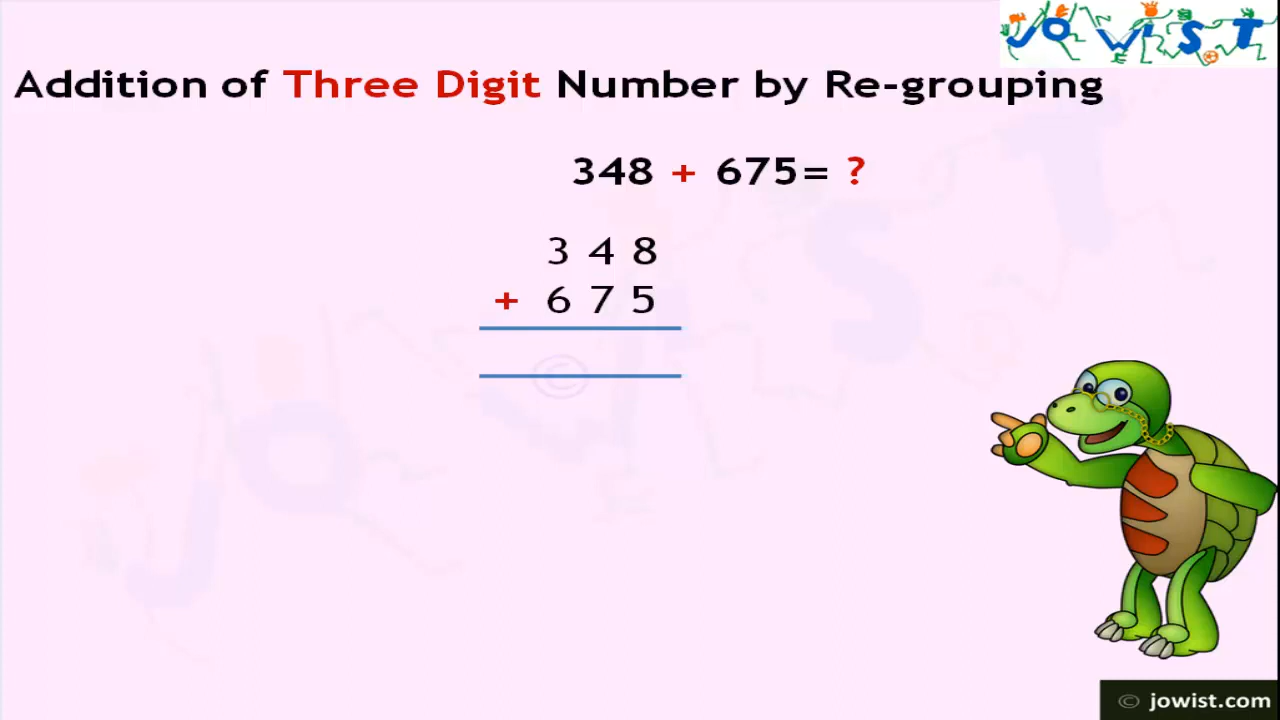 JOWIST
Addition of Three Digit Number by Re-grouping
348 + 675= ?
3 4 8
+ 6 7 5
©
© jowist.com